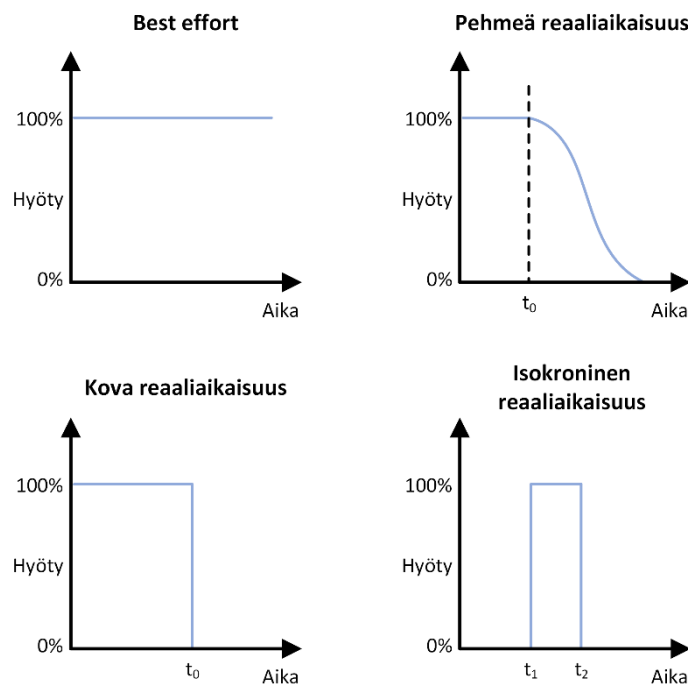 Best effort
100%
Hyöty
0%
Aika
Pehmeä reaaliaikaisuus
100%
Hyöty
0%
t₀
Aika
Kova reaaliaikaisuus
100%
Hyöty
0%
t₀
Aika
Isokroninen
reaaliaikaisuus
100%
Hyöty
0%
t₁
t₂
Aika